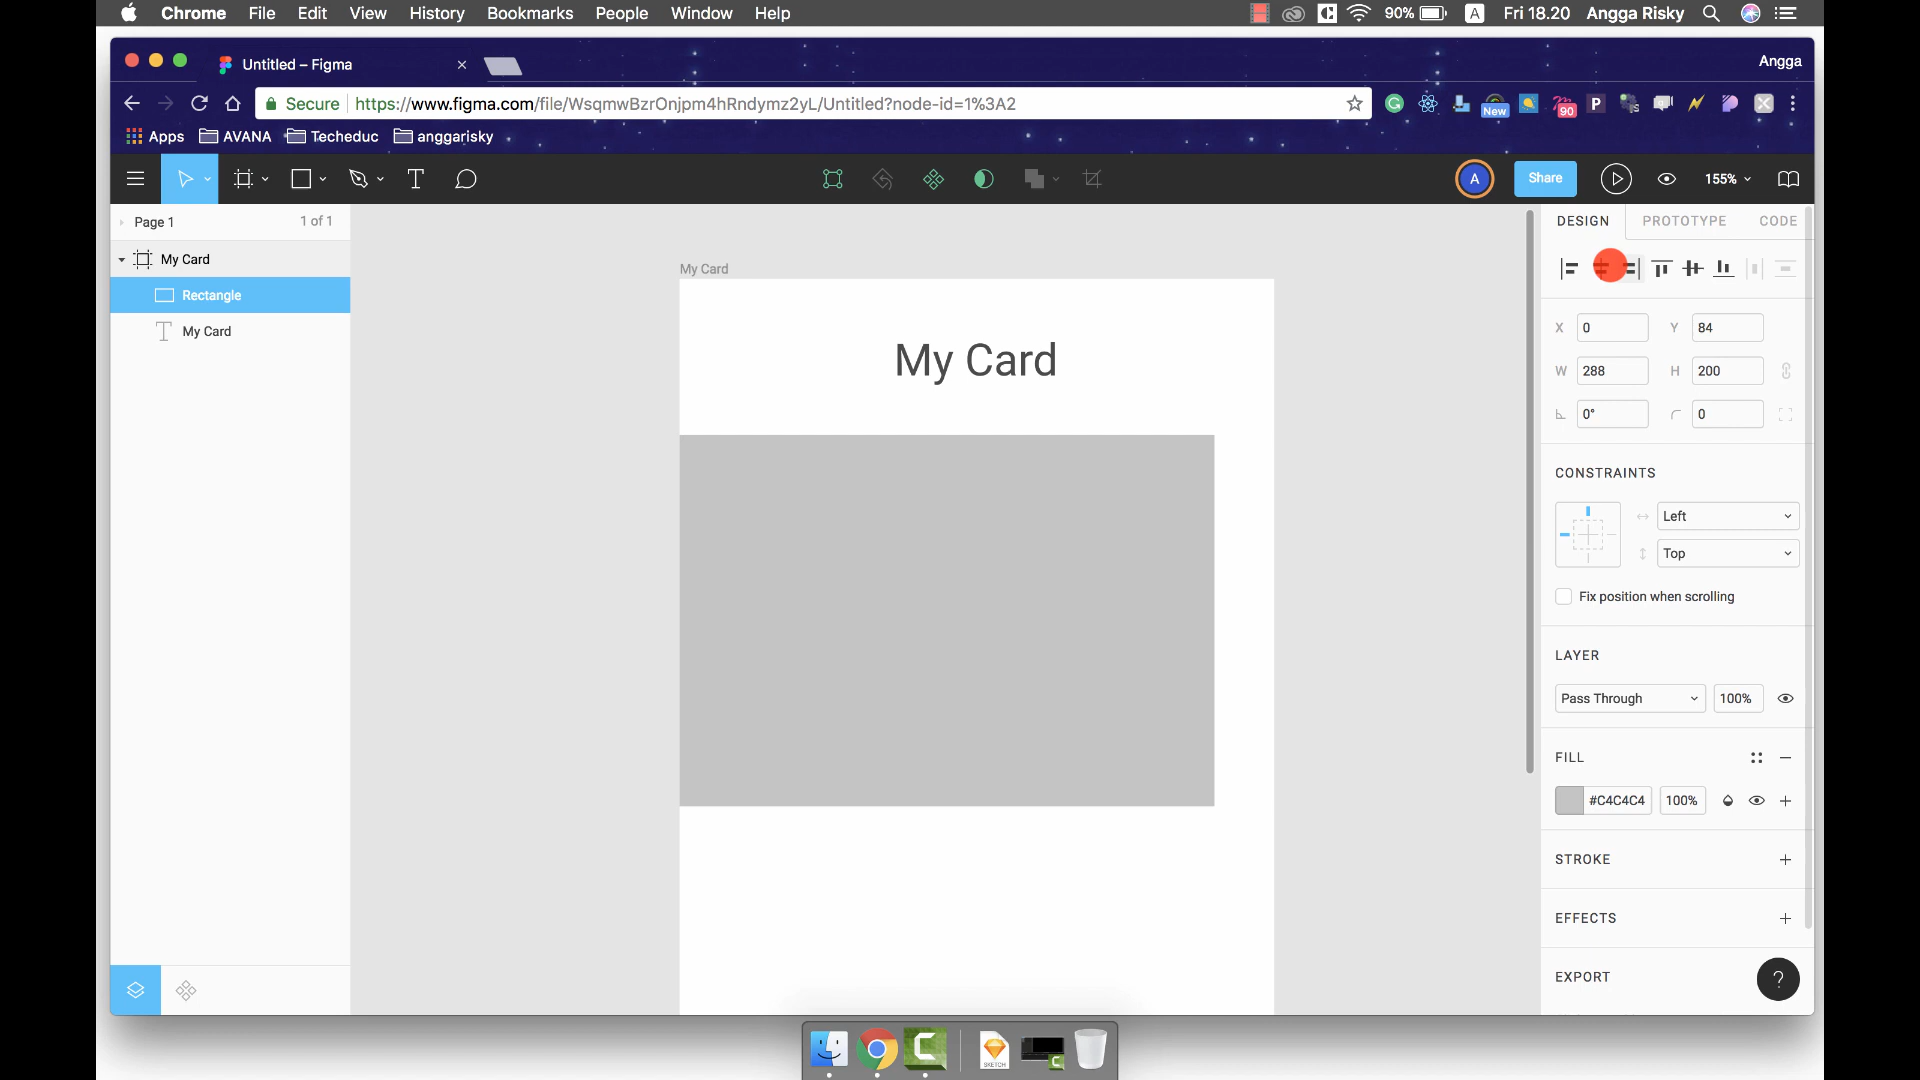 Chrome File Edit View History Bookmarks People Window Help 90% A Fri 18.20 Angga Risky
Untitled – Figma
Angga
Secure https://www.figma.com/file/WsqmwBzrOnjpm4hRndymz2yL/Untitled?node-id=1%3A2
New
90
P
Apps AVANA Techeduc anggarisky
T
A
Share
155%
Page 1 1 of 1
My Card
Rectangle
T My Card
My Card
My Card
DESIGN PROTOTYPE CODE
X 0 Y 84
W 288 H 200
0° 0
CONSTRAINTS
Left
Top
Fix position when scrolling
LAYER
Pass Through 100%
FILL
#C4C4C4 100%
STROKE
EFFECTS
EXPORT
?
SKETCH